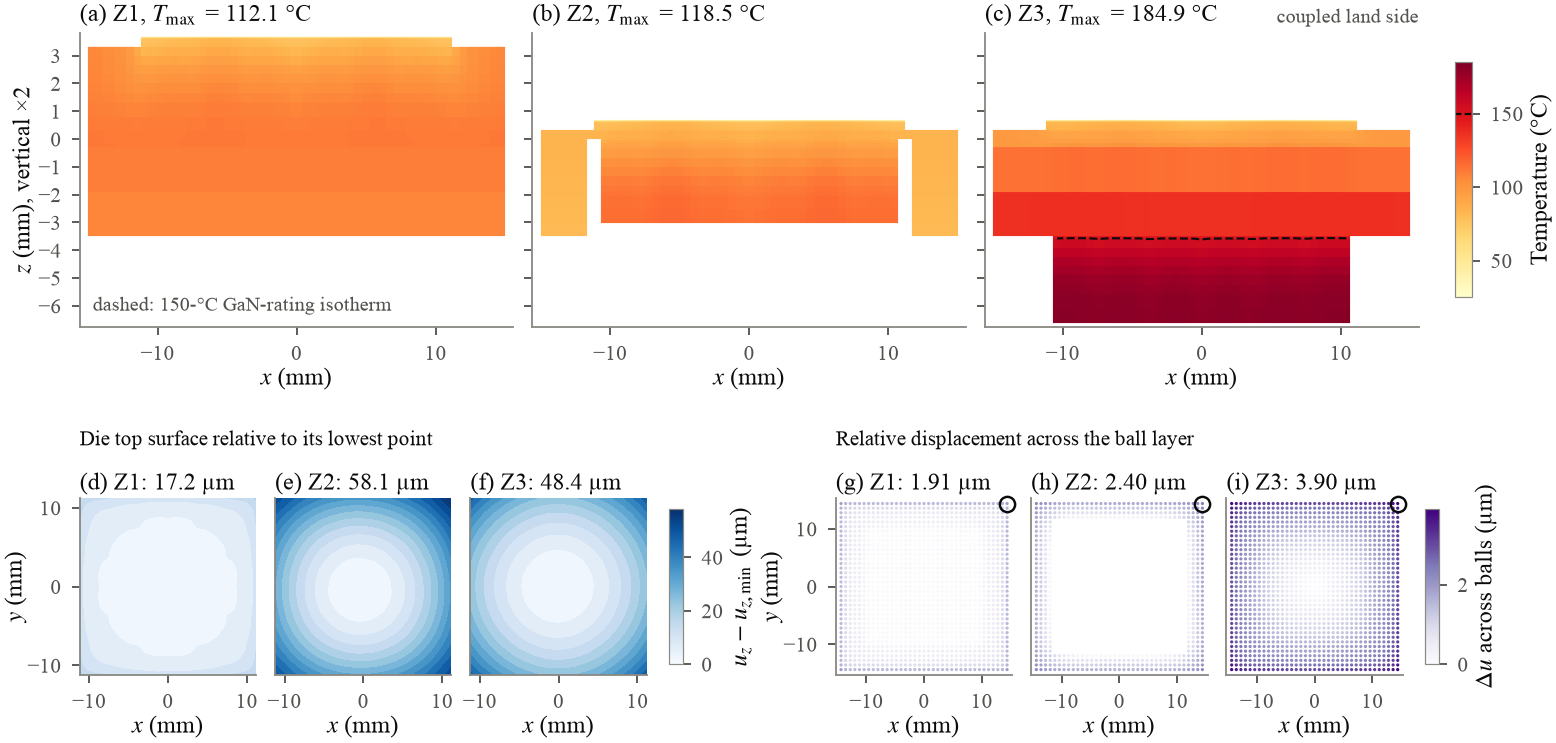 (a) Z1, Tmax = 112.1 °C
(b) Z2, Tmax = 118.5 °C
(c) Z3, Tmax = 184.9 °C
coupled land side
z (mm), vertical ×2
3
2
1
0
−1
−2
−3
−4
−5
−6
dashed: 150-°C GaN-rating isotherm
−10 0 10
x (mm)
−10 0 10
x (mm)
−10 0 10
x (mm)
150
100
50
Temperature (°C)
Die top surface relative to its lowest point
(d) Z1: 17.2 µm
(e) Z2: 58.1 µm
(f) Z3: 48.4 µm
y (mm)
10
0
−10
−10 0 10
x (mm)
−10 0 10
x (mm)
−10 0 10
x (mm)
40
20
0
uz − uz,min (µm)
Relative displacement across the ball layer
(g) Z1: 1.91 µm
(h) Z2: 2.40 µm
(i) Z3: 3.90 µm
y (mm)
10
0
−10
−10 0 10
x (mm)
−10 0 10
x (mm)
−10 0 10
x (mm)
2
0
Δu across balls (µm)